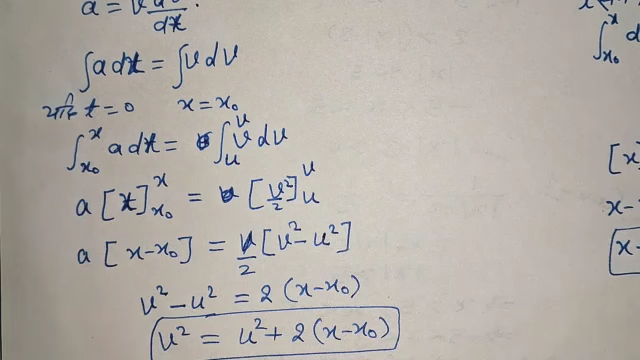 a = v dv/dx.
∫a dx = ∫v dv
यदि t = 0 x = x₀
∫ₓ₀ˣ a dx = ∫ᵤᵛ v dv
a [x]ₓ₀ˣ = [v²/2]ᵤᵛ
a [x-x₀] = 1/2 [v² - u²]
v² - u² = 2 (x-x₀)
v² = u² + 2 (x-x₀)
∫ₓ₀ˣ d
[x]
x-
x-